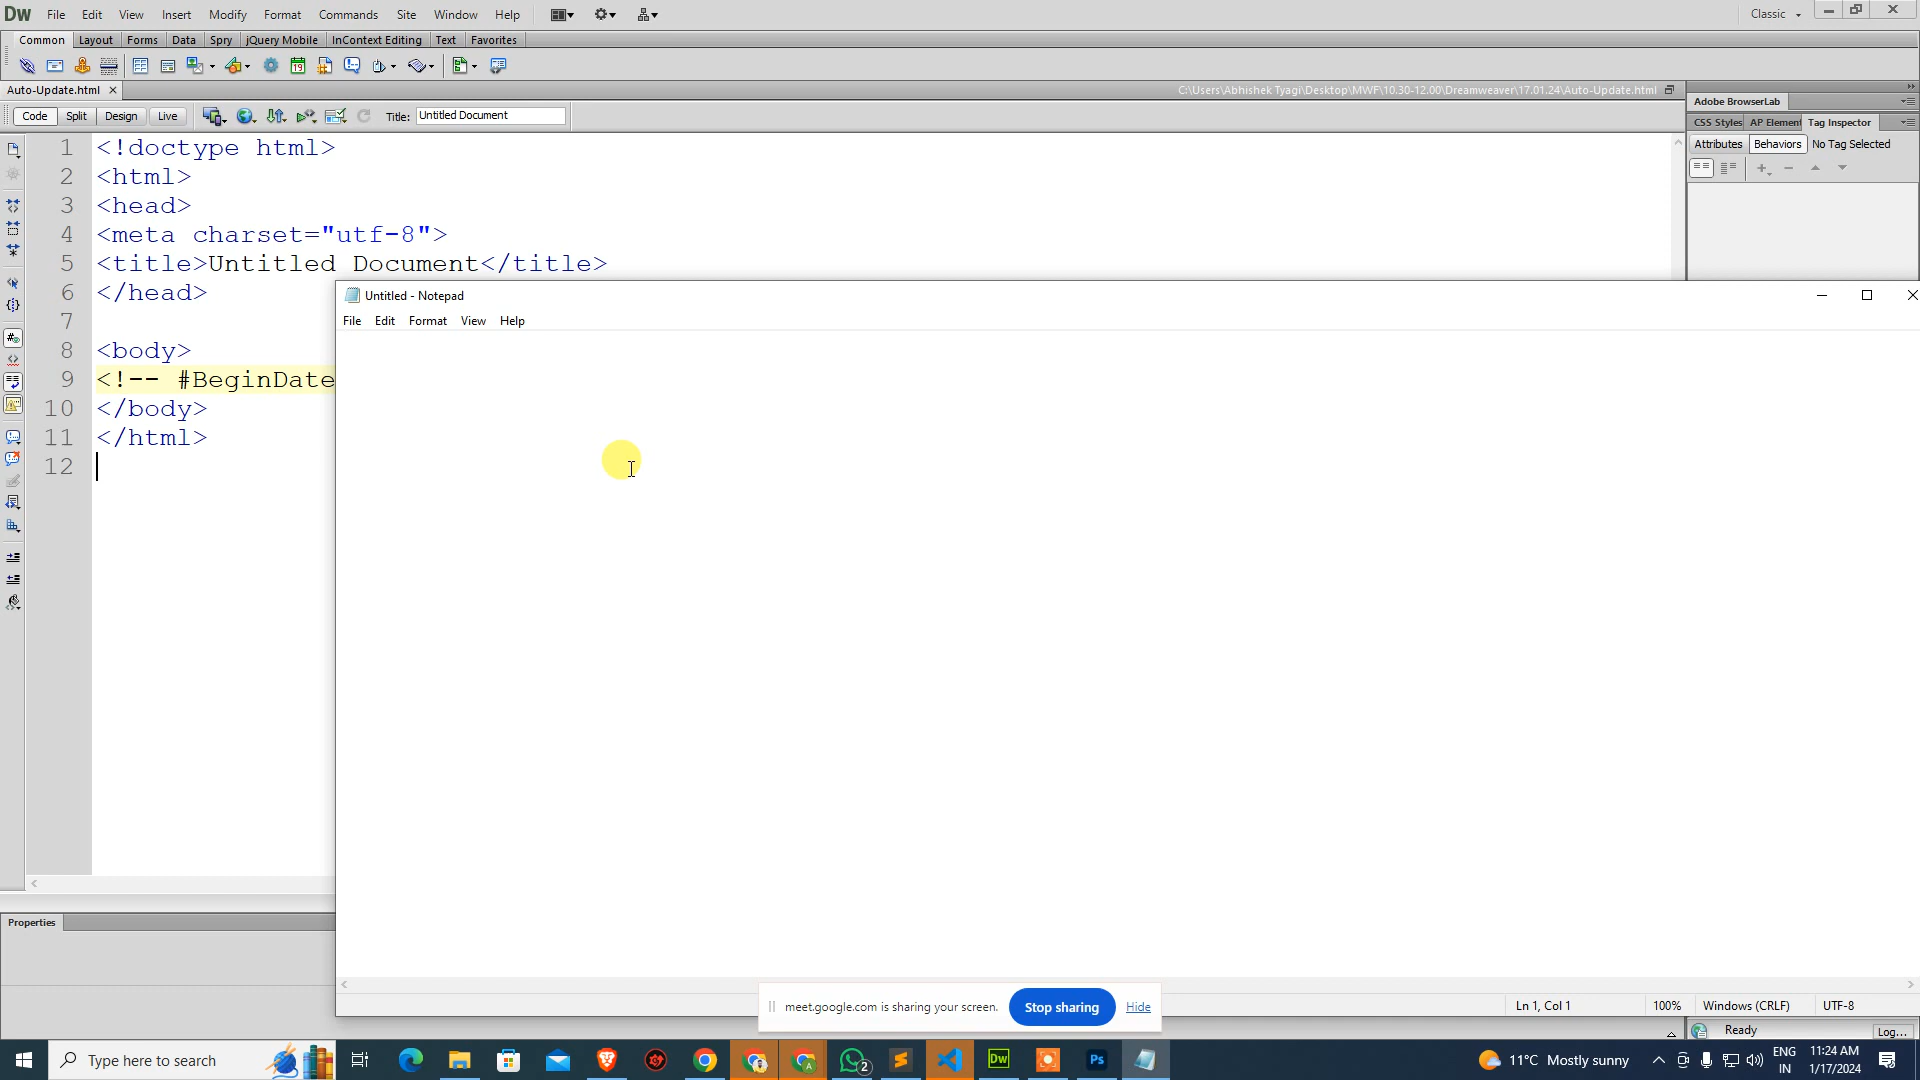 Dw File Edit View Insert Modify Format Commands Site Window Help Classic
Common Layout Forms Data Spry jQuery Mobile InContext Editing Text Favorites
Auto-Update.html C:\Users\Abhishek Tyagi\Desktop\MWF\10.30-12.00\Dreamweaver\17.01.24\Auto-Update.html
Adobe BrowserLab
Code Split Design Live Title: Untitled Document
CSS Styles AP Element Tag Inspector
Attributes Behaviors No Tag Selected
1 <!doctype html>
2 <html>
3 <head>
4 <meta charset="utf-8">
5 <title>Untitled Document</title>
6 </head>
7
8 <body>
9 <!-- #BeginDate
10 </body>
11 </html>
12
Untitled - Notepad
File Edit Format View Help
Properties
meet.google.com is sharing your screen. Stop sharing Hide
Ln 1, Col 1 100% Windows (CRLF) UTF-8
Ready Log...
Type here to search
2
Dw
Ps
11°C Mostly sunny
ENG
IN
11:24 AM
1/17/2024